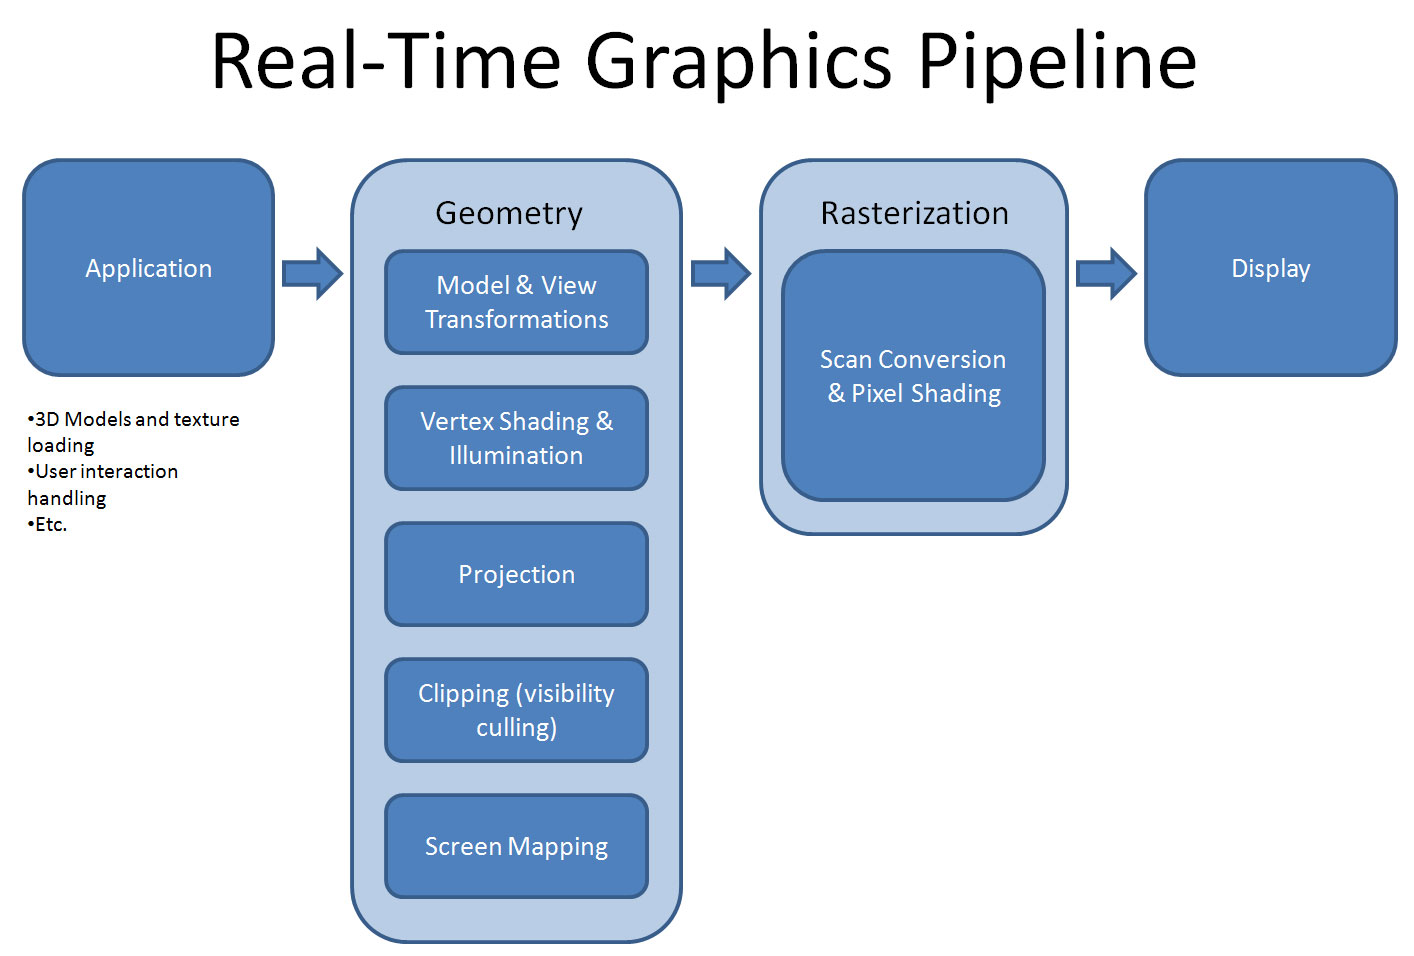 Real-Time Graphics Pipeline
Application
•3D Models and texture
loading
•User interaction
handling
•Etc.
Geometry
Model & View
Transformations
Vertex Shading &
Illumination
Projection
Clipping (visibility
culling)
Screen Mapping
Rasterization
Scan Conversion
& Pixel Shading
Display